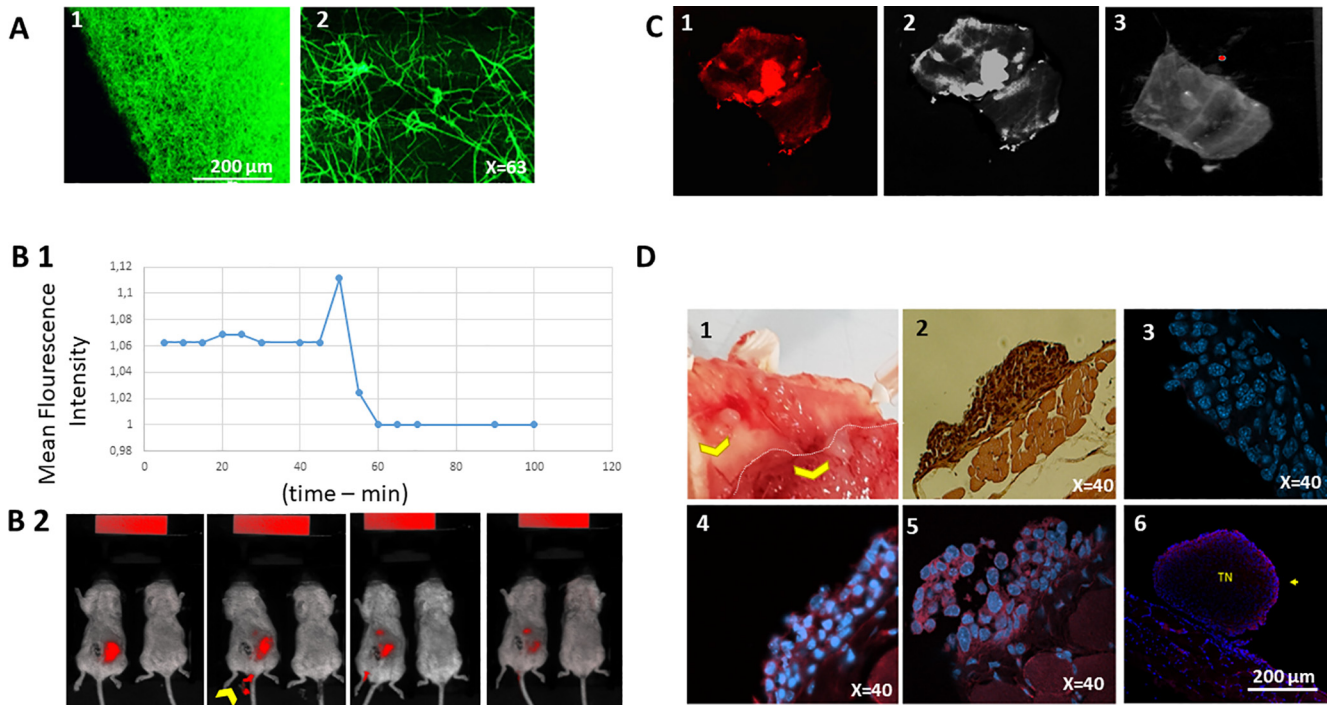 A
1
200 µm
2
X=63
C
1
2
3
B 1
Mean Flourescence
Intensity
1,12
1,1
1,08
1,06
1,04
1,02
1
0,98
0
20
40
60
80
100
120
(time – min)
B 2
D
1
2
X=40
3
X=40
4
X=40
5
X=40
6
TN
200 µm